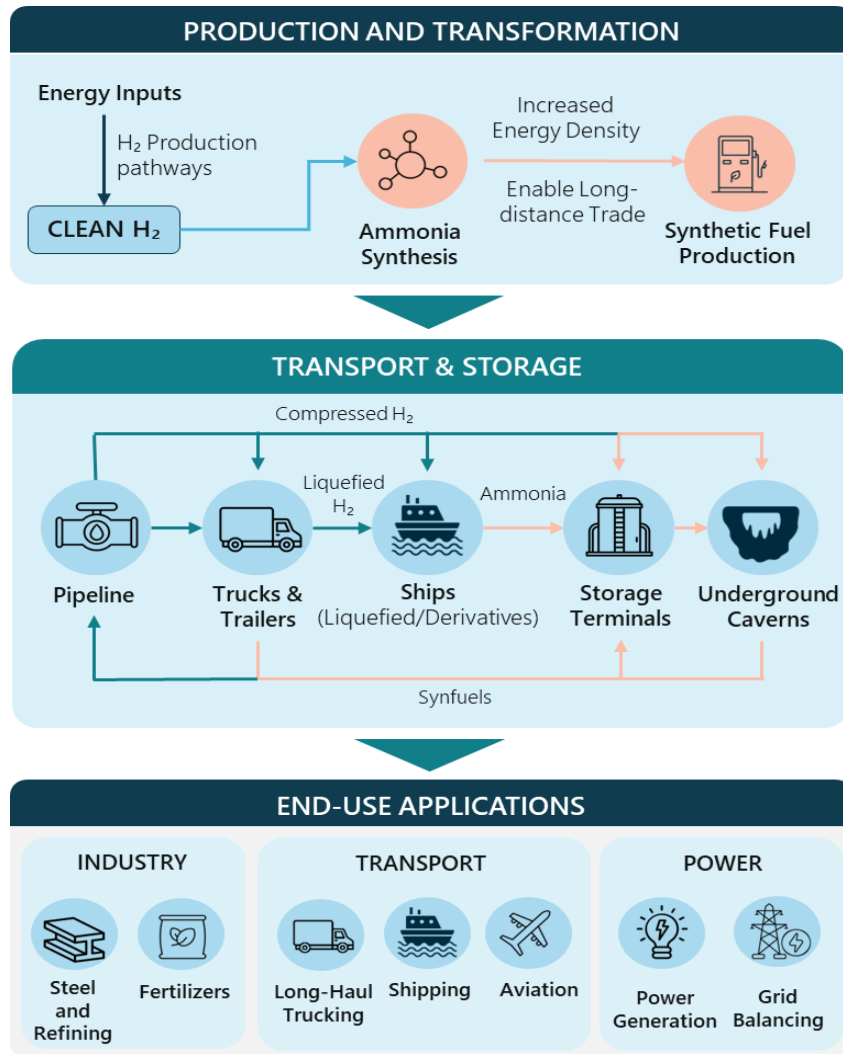 PRODUCTION AND TRANSFORMATION
Energy Inputs
H₂ Production
pathways
CLEAN H₂
Ammonia
Synthesis
Increased
Energy Density
Enable Long-
distance Trade
Synthetic Fuel
Production
TRANSPORT & STORAGE
Compressed H₂
Liquefied
H₂
Ammonia
Pipeline
Trucks &
Trailers
Ships
(Liquefied/Derivatives)
Storage
Terminals
Underground
Caverns
Synfuels
END-USE APPLICATIONS
INDUSTRY
Steel
and
Refining
Fertilizers
TRANSPORT
Long-Haul
Trucking
Shipping
Aviation
POWER
Power
Generation
Grid
Balancing